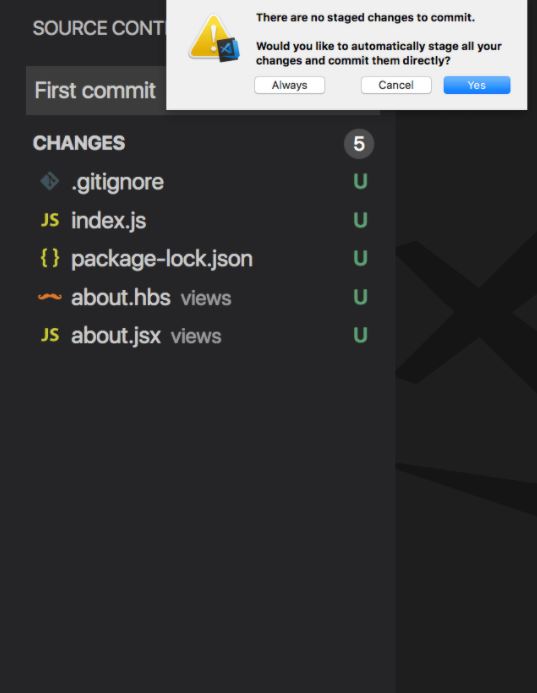 There are no staged changes to commit.
Would you like to automatically stage all your
changes and commit them directly?
Always Cancel Yes
SOURCE CONT
First commit
CHANGES 5
.gitignore U
JS index.js U
{ } package-lock.json U
about.hbs views U
JS about.jsx views U